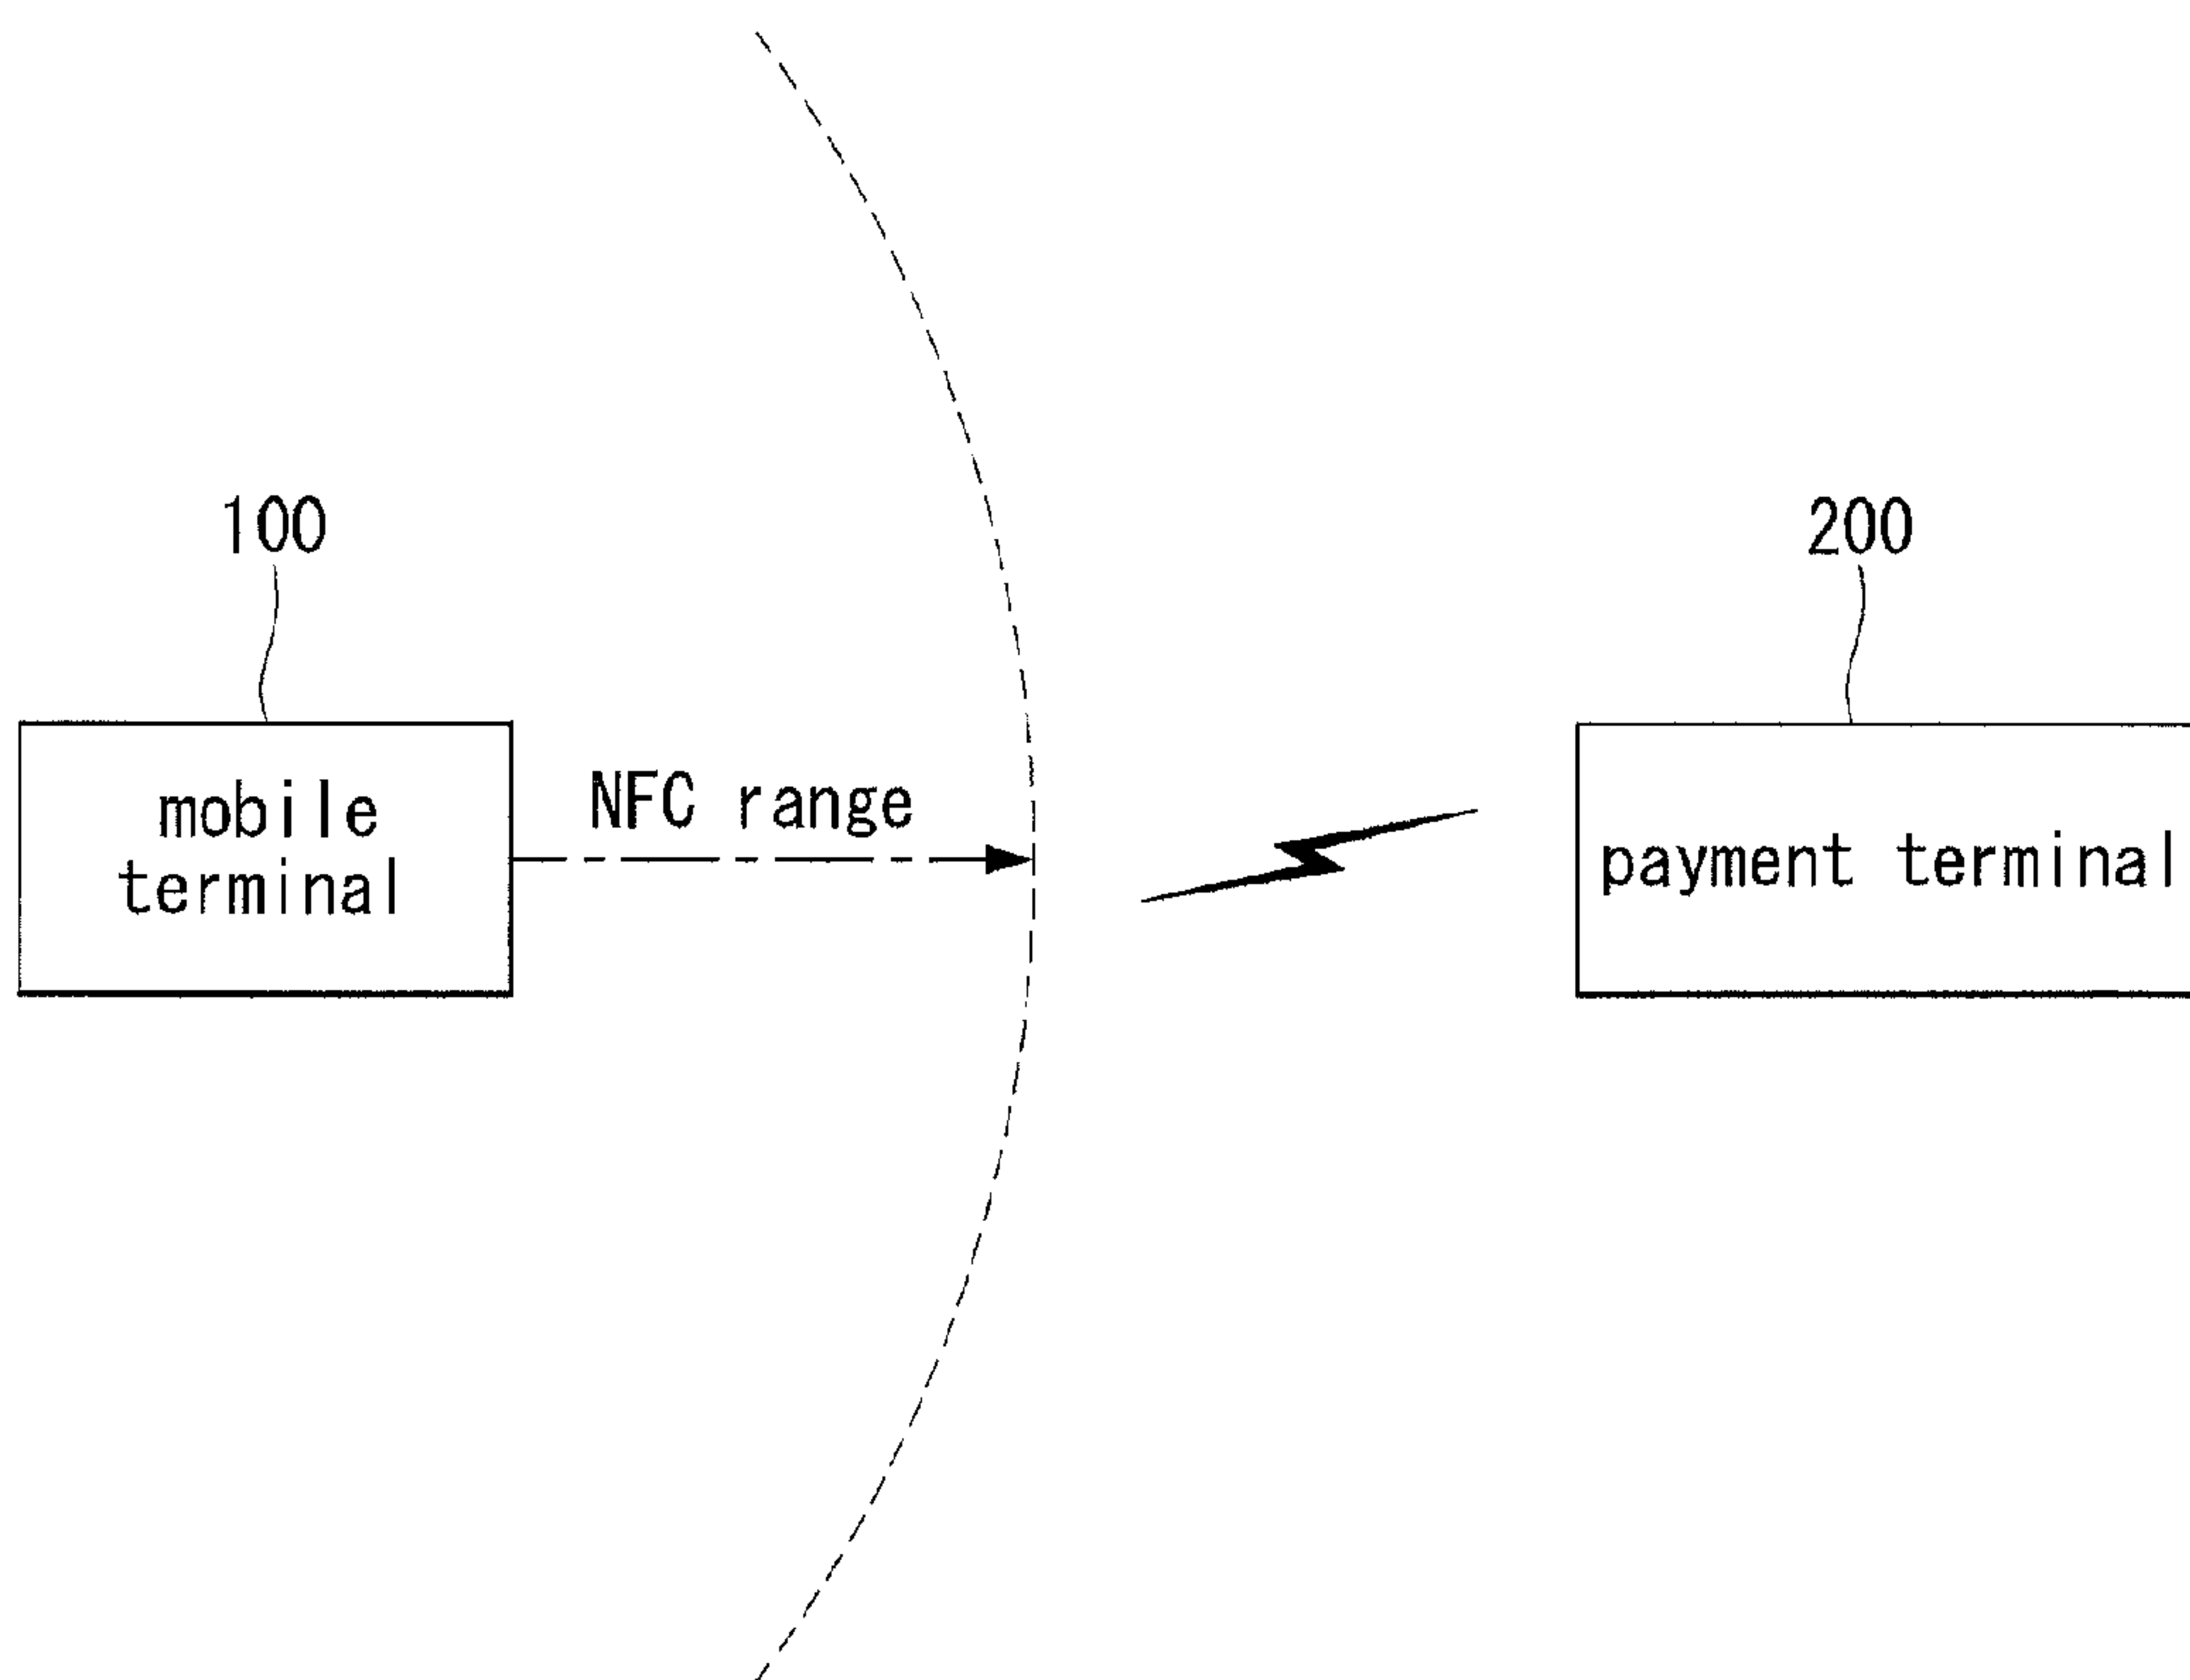 100
200
mobile
terminal
NFC range
payment terminal